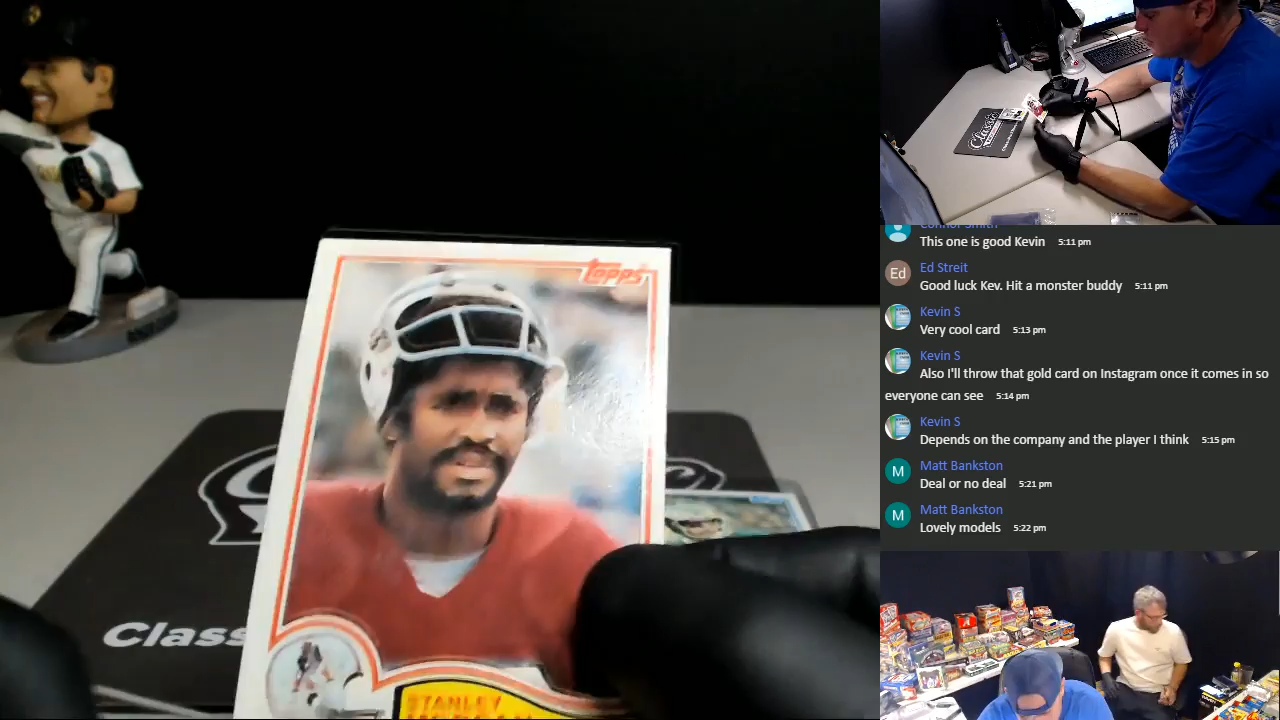 topps
STANLEY
Class
Classic
Connor Smith
This one is good Kevin 5:11 pm
Ed
Ed Streit
Good luck Kev. Hit a monster buddy 5:11 pm
Kevin S
Very cool card 5:13 pm
Kevin S
Also I'll throw that gold card on Instagram once it comes in so
everyone can see 5:14 pm
Kevin S
Depends on the company and the player I think 5:15 pm
M
Matt Bankston
Deal or no deal 5:21 pm
M
Matt Bankston
Lovely models 5:22 pm